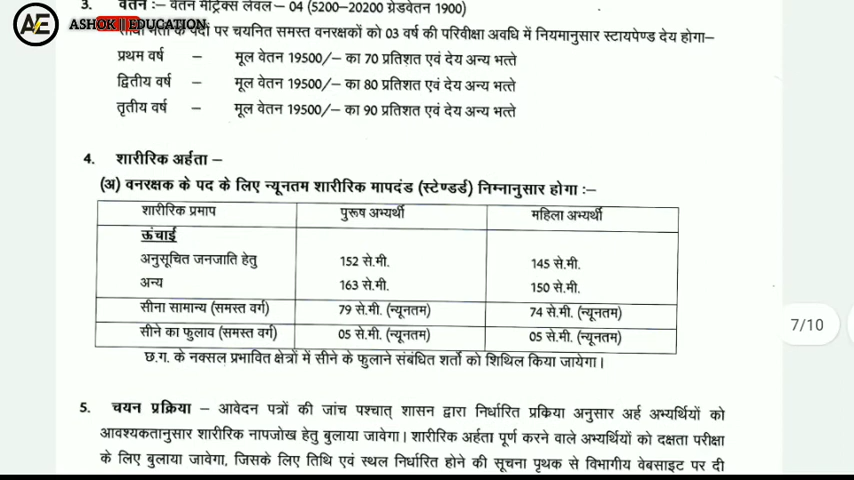 3. वेतन :– वेतन मैट्रिक्स लेवल – 04 (5200-20200 ग्रेडवेतन 1900)
ASHOK EDUCATION
के पदों पर चयनित समस्त वनरक्षकों को 03 वर्ष की परिवीक्षा अवधि में नियमानुसार स्टायपेण्ड देय होगा–
प्रथम वर्ष – मूल वेतन 19500/– का 70 प्रतिशत एवं देय अन्य भत्ते
द्वितीय वर्ष – मूल वेतन 19500/– का 80 प्रतिशत एवं देय अन्य भत्ते
तृतीय वर्ष – मूल वेतन 19500/– का 90 प्रतिशत एवं देय अन्य भत्ते
4. शारीरिक अर्हता –
(अ) वनरक्षक के पद के लिए न्यूनतम शारीरिक मापदंड (स्टेण्डर्ड) निम्नानुसार होगा :–
शारीरिक प्रमाप पुरूष अभ्यर्थी महिला अभ्यर्थी
ऊंचाई
अनुसूचित जनजाति हेतु 152 से.मी. 145 से.मी.
अन्य 163 से.मी. 150 से.मी.
सीना सामान्य (समस्त वर्ग) 79 से.मी. (न्यूनतम) 74 से.मी. (न्यूनतम)
सीने का फुलाव (समस्त वर्ग) 05 से.मी. (न्यूनतम) 05 से.मी. (न्यूनतम)
7/10
छ.ग. के नक्सल प्रभावित क्षेत्रों में सीने के फुलाने संबंधित शर्तो को शिथिल किया जायेगा।
5. चयन प्रक्रिया – आवेदन पत्रों की जांच पश्चात् शासन द्वारा निर्धारित प्रकिया अनुसार अर्ह अभ्यर्थियों को
आवश्यकतानुसार शारीरिक नापजोख हेतु बुलाया जावेगा। शारीरिक अर्हता पूर्ण करने वाले अभ्यर्थियों को दक्षता परीक्षा
के लिए बुलाया जावेगा, जिसके लिए तिथि एवं स्थल निर्धारित होने की सूचना पृथक से विभागीय वेबसाइट पर दी